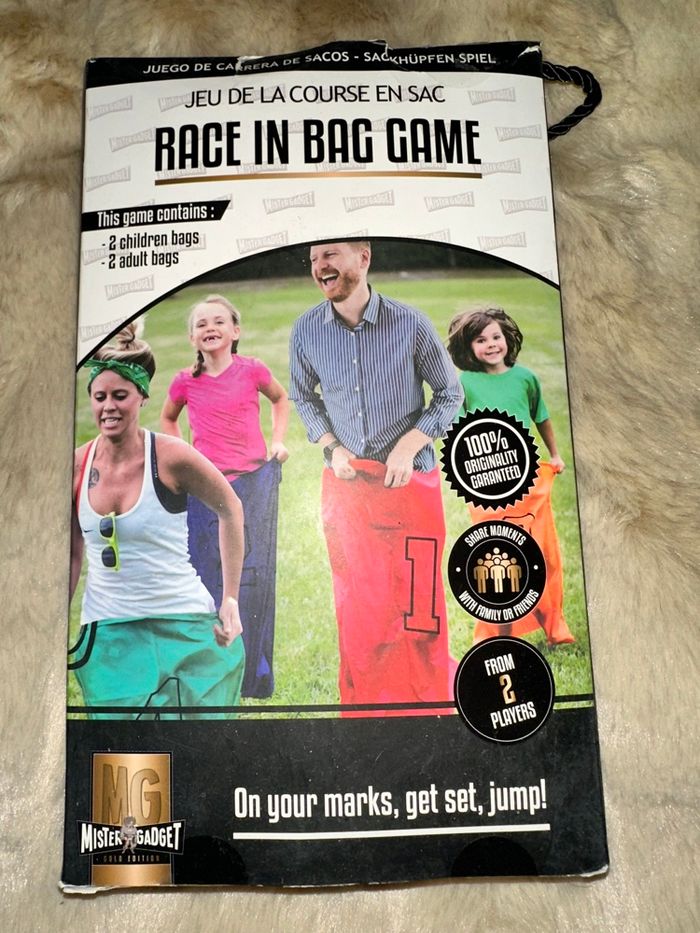 JUEGO DE CARRERA DE SACOS - SACKHÜPFEN SPIEL
JEU DE LA COURSE EN SAC
RACE IN BAG GAME
This game contains :
- 2 children bags
- 2 adult bags
100%
ORIGINALITY
GARANTEED
SHARE MOMENTS
WITH FAMILY OR FRIENDS
1
FROM
2
PLAYERS
On your marks, get set, jump!
MG
MISTER GADGET
GOLD EDITION